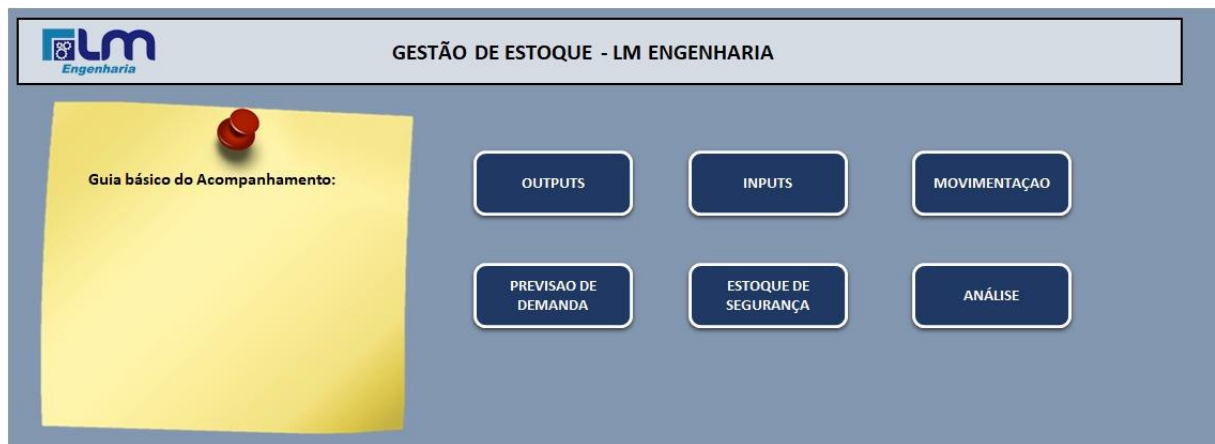 LM
Engenharia
GESTÃO DE ESTOQUE - LM ENGENHARIA
Guia básico do Acompanhamento:
OUTPUTS
INPUTS
MOVIMENTAÇAO
PREVISAO DE
DEMANDA
ESTOQUE DE
SEGURANÇA
ANÁLISE